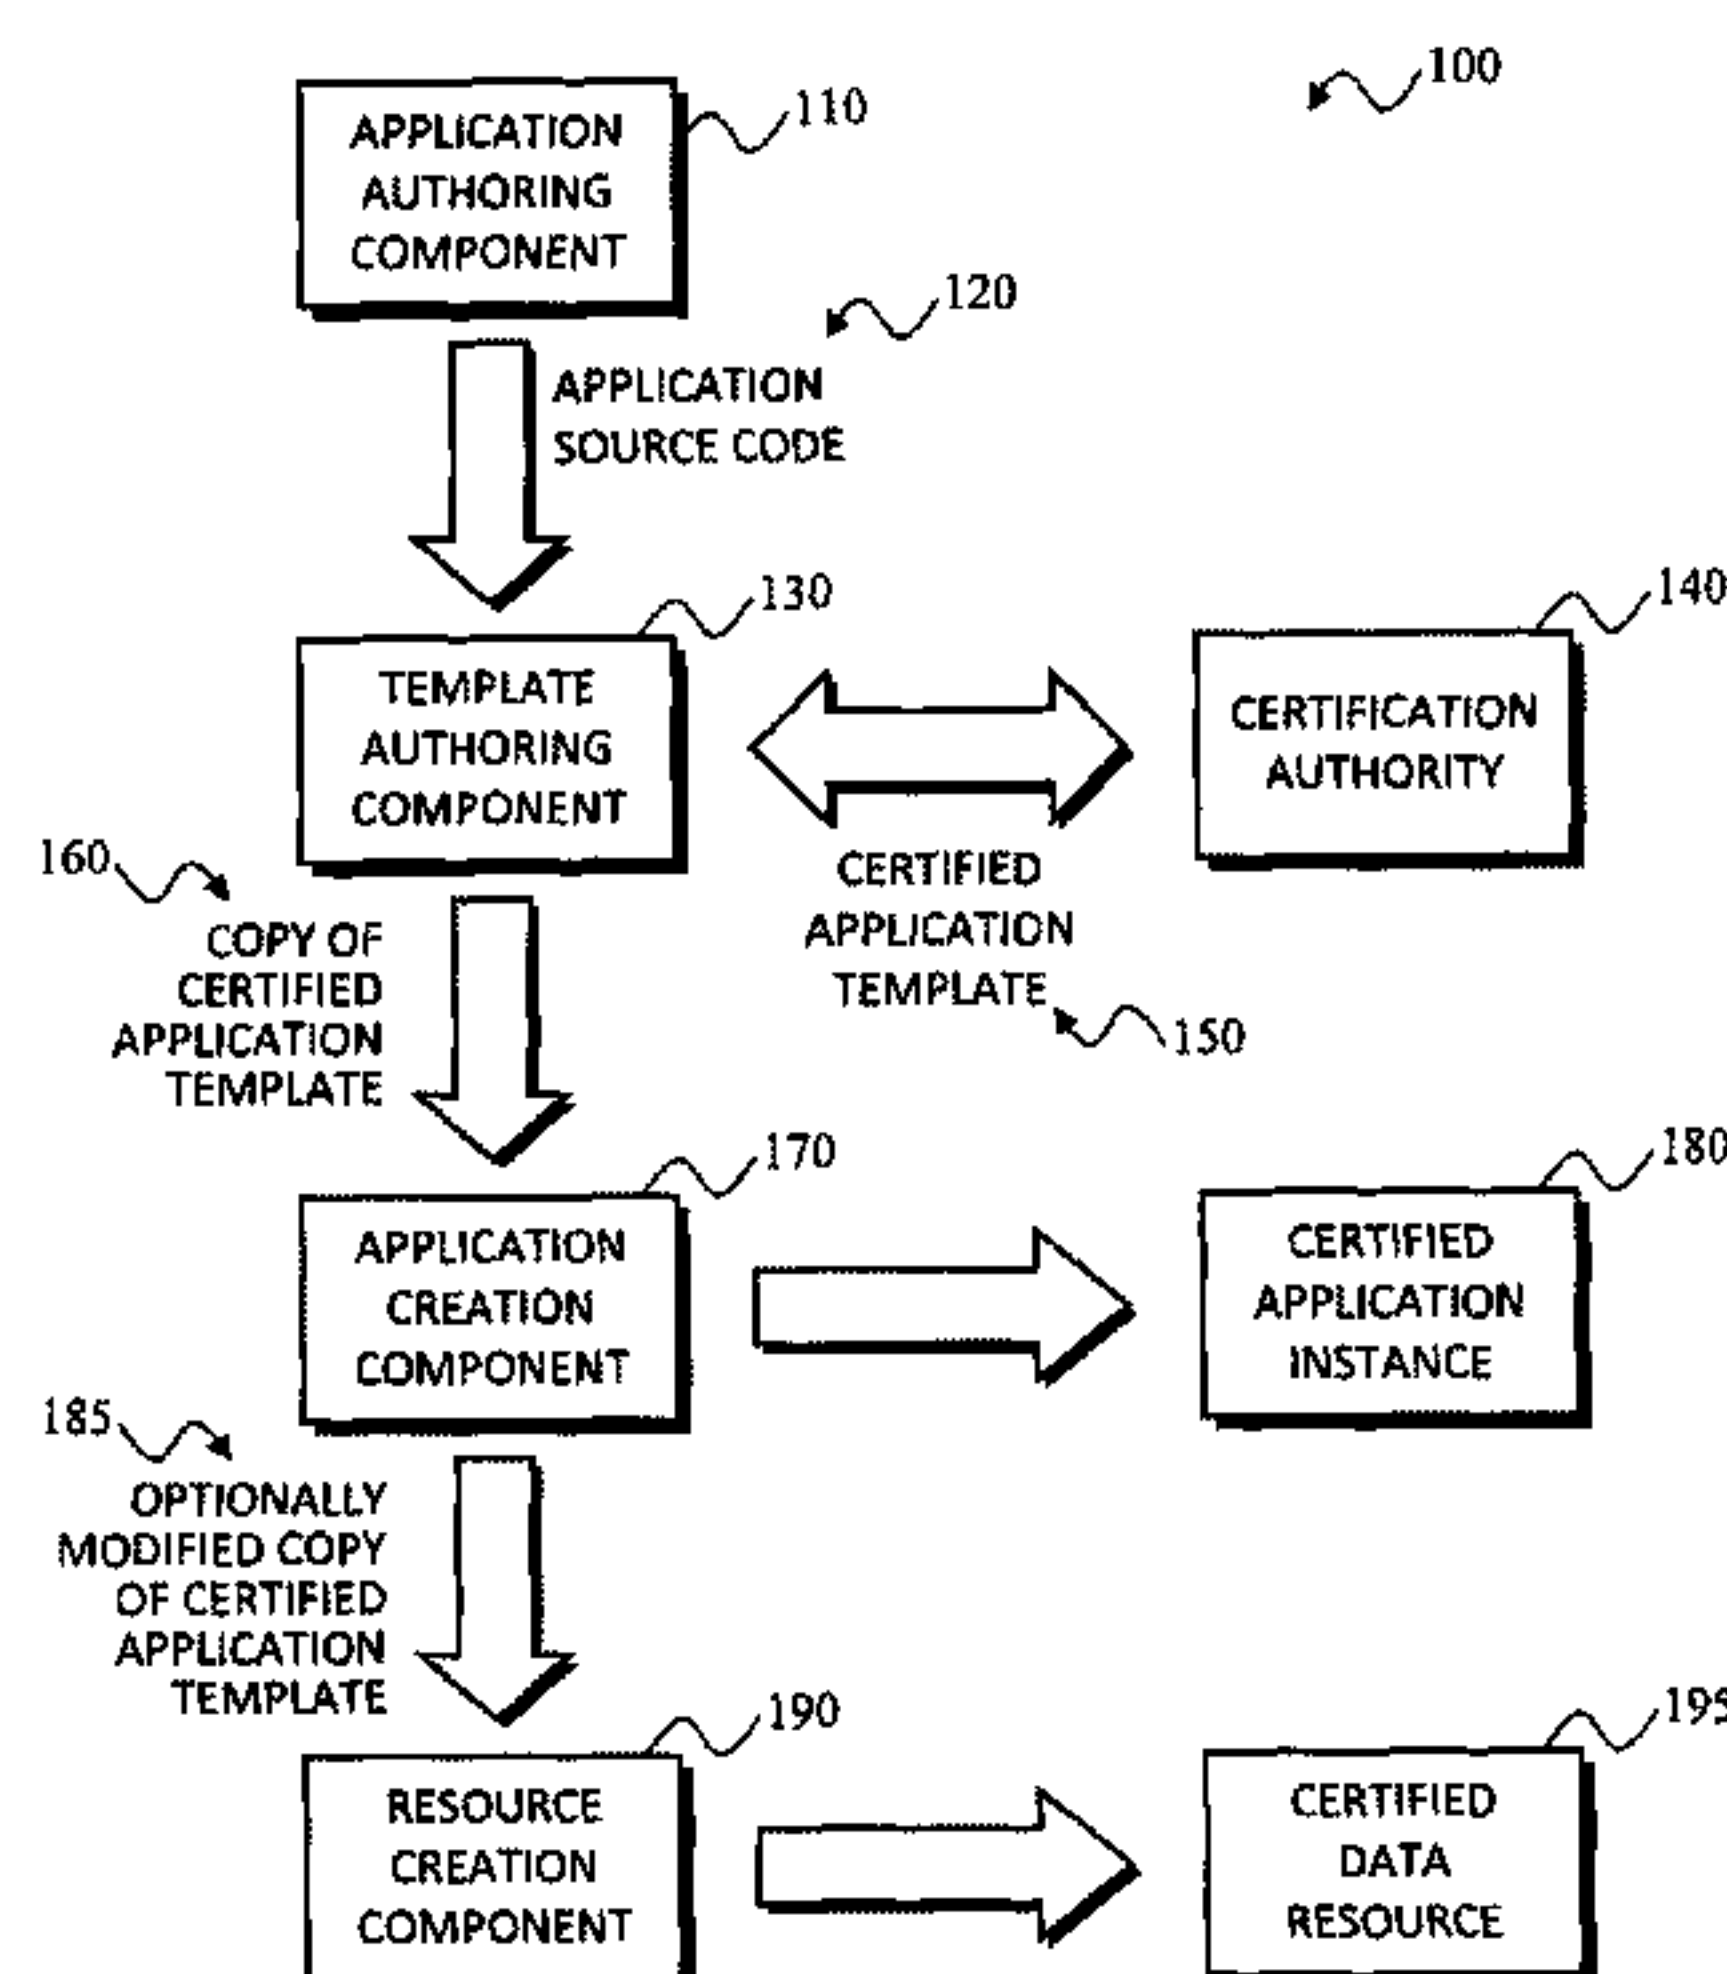 100
110
APPLICATION
AUTHORING
COMPONENT
120
APPLICATION
SOURCE CODE
130
140
TEMPLATE
AUTHORING
COMPONENT
CERTIFICATION
AUTHORITY
160
COPY OF
CERTIFIED
APPLICATION
TEMPLATE
CERTIFIED
APPLICATION
TEMPLATE
150
170
180
APPLICATION
CREATION
COMPONENT
CERTIFIED
APPLICATION
INSTANCE
185
OPTIONALLY
MODIFIED COPY
OF CERTIFIED
APPLICATION
TEMPLATE
190
195
RESOURCE
CREATION
COMPONENT
CERTIFIED
DATA
RESOURCE